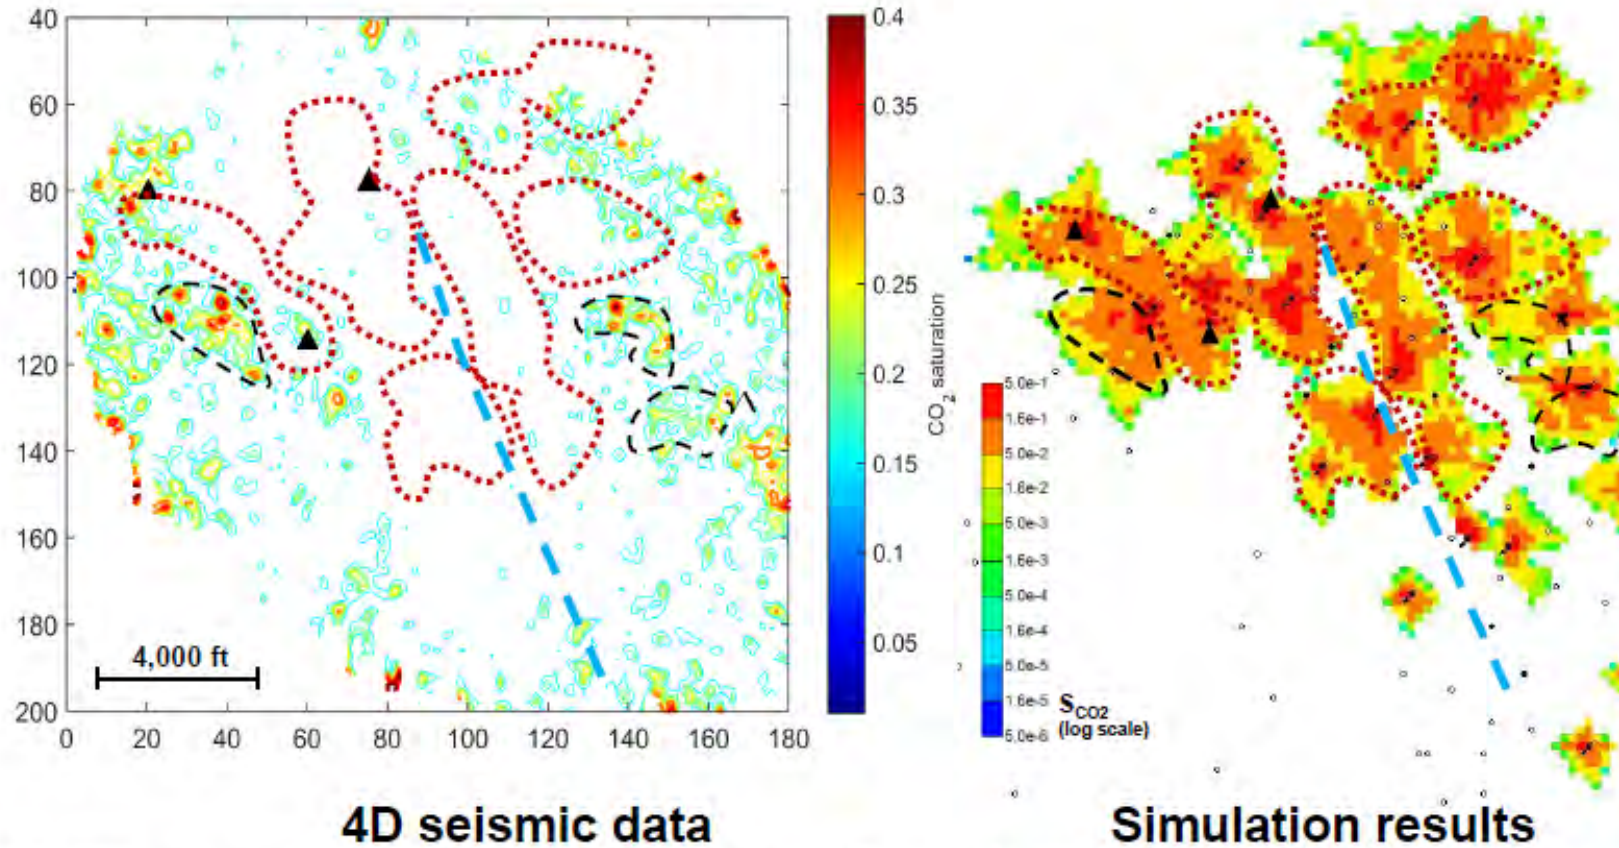 40
60
80
100
120
140
160
180
200
0 20 40 60 80 100 120 140 160 180
4,000 ft
0.4
0.35
0.3
0.25
0.2
0.15
0.1
0.05
CO2 saturation
5.0e-1
1.6e-1
5.0e-2
1.6e-2
5.0e-3
1.6e-3
5.0e-4
1.6e-4
5.0e-5
1.6e-5
5.0e-6
SCO2
(log scale)
4D seismic data
Simulation results